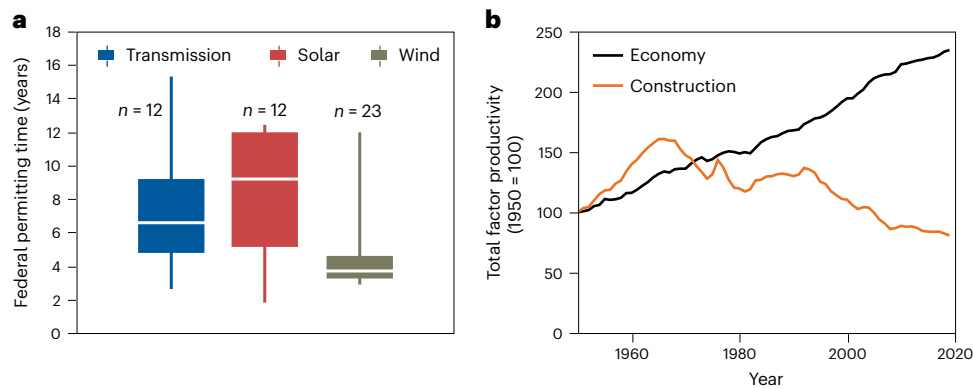 a
Federal permitting time (years)
18
16
14
12
10
8
6
4
2
0
Transmission
Solar
Wind
n = 12
n = 12
n = 23
b
Total factor productivity
(1950 = 100)
250
200
150
100
50
0
Economy
Construction
1960
1980
2000
2020
Year